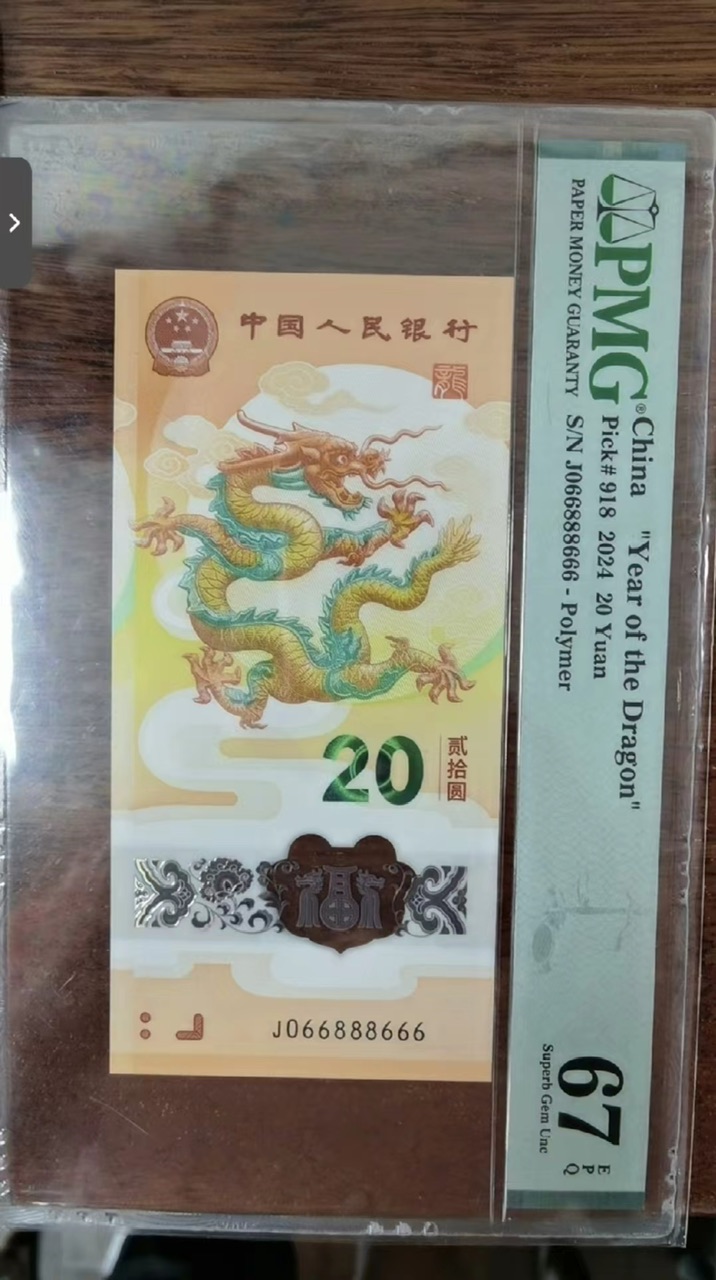 中国人民银行
龍
20
贰拾圆
J066888666
PMG®
PAPER MONEY GUARANTY
China "Year of the Dragon"
Pick# 918 2024 20 Yuan
S/N J066888666 - Polymer
67
EPQ
Superb Gem Unc